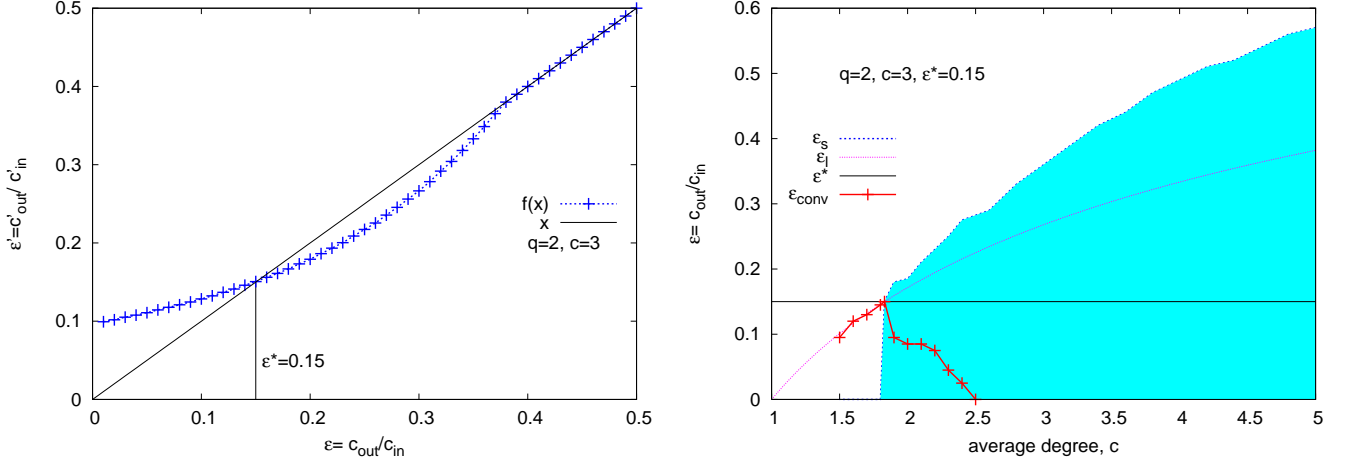 0.5
0.4
0.3
0.2
0.1
0
0 0.1 0.2 0.3 0.4 0.5
ε'=c'out/ c'in
ε= cout/cin
f(x)
x
q=2, c=3
ε*=0.15
0.6
0.5
0.4
0.3
0.2
0.1
0
1 1.5 2 2.5 3 3.5 4 4.5 5
ε= cout/cin
average degree, c
q=2, c=3, ε*=0.15
εs
εl
ε*
εconv